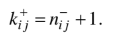 $k_{ij}^{+} = n_{ij}^{-} + 1.$